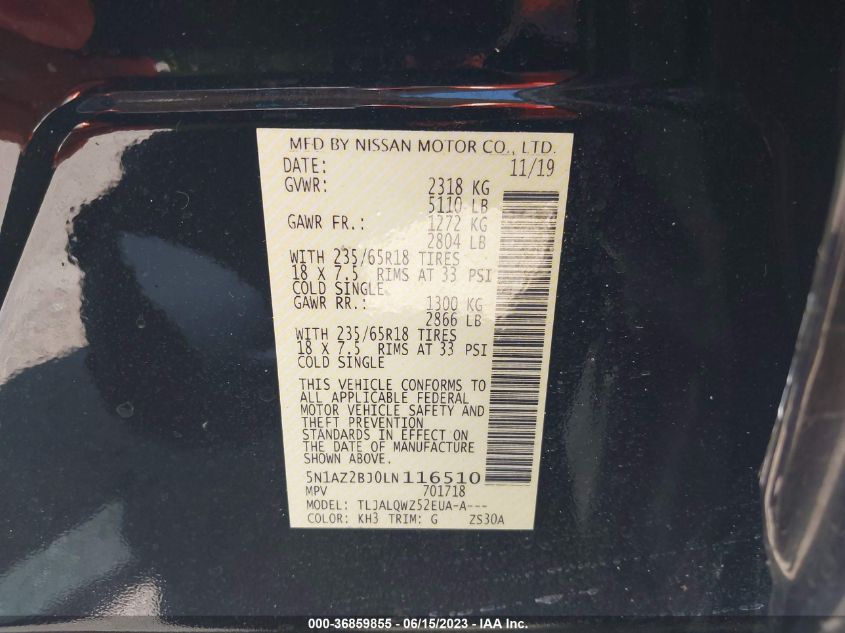 MFD BY NISSAN MOTOR CO., LTD.
DATE: 11/19
GVWR: 2318 KG
5110 LB
GAWR FR.: 1272 KG
2804 LB
WITH 235/65R18 TIRES
18 X 7.5 RIMS AT 33 PSI
COLD SINGLE
GAWR RR.: 1300 KG
2866 LB
WITH 235/65R18 TIRES
18 X 7.5 RIMS AT 33 PSI
COLD SINGLE
THIS VEHICLE CONFORMS TO
ALL APPLICABLE FEDERAL
MOTOR VEHICLE SAFETY AND
THEFT PREVENTION
STANDARDS IN EFFECT ON
THE DATE OF MANUFACTURE
SHOWN ABOVE.
5N1AZ2BJ0LN116510
MPV 701718
MODEL: TLJALQWZ52EUA-A---
COLOR: KH3 TRIM: G ZS30A
000-36859855 - 06/15/2023 - IAA Inc.